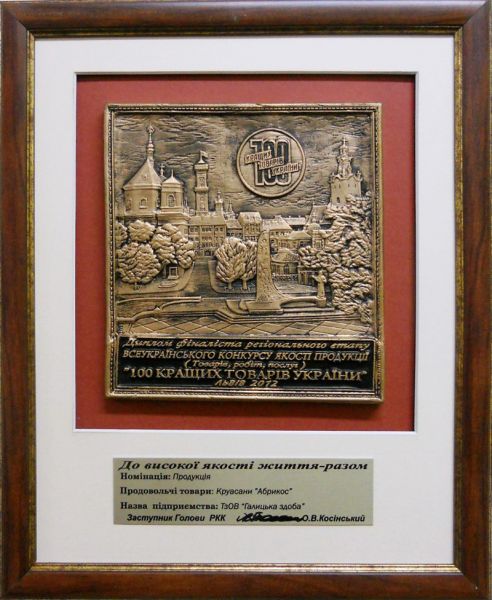 100
КРАЩИХ
ТОВАРІВ
УКРАЇНИ
Диплом фіналіста регіонального етапу
ВСЕУКРАЇНСЬКОГО КОНКУРСУ ЯКОСТІ ПРОДУКЦІЇ
(Товарів, робіт, послуг)
"100 КРАЩИХ ТОВАРІВ УКРАЇНИ"
ЛЬВІВ 2012
До високої якості життя-разом
Номінація: Продукція
Продовольчі товари: Круасани "Абрикос"
Назва підприємства: ТзОВ "Галицька здоба"
Заступник Голови РКК О.В.Косінський